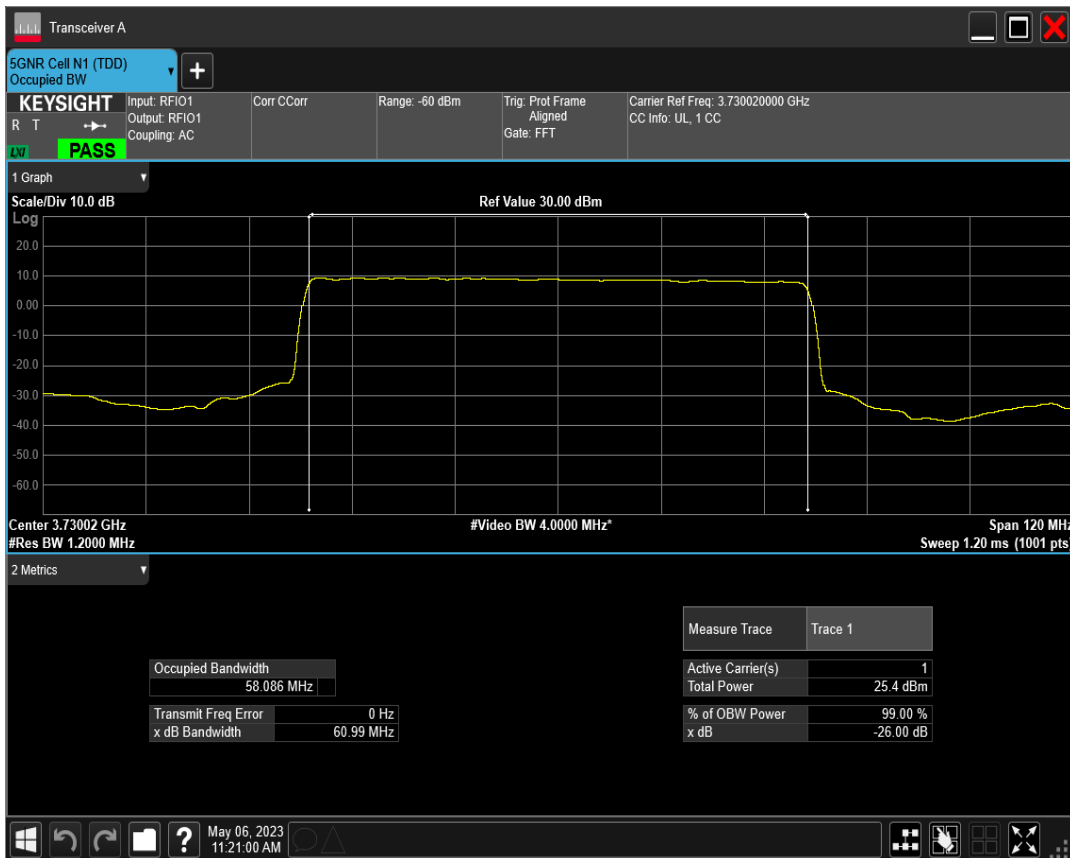 Transceiver A
5GNR Cell N1 (TDD)
Occupied BW
KEYSIGHT
R T
LXI
PASS
Input: RFIO1
Output: RFIO1
Coupling: AC
Corr CCorr
Range: -60 dBm
Trig: Prot Frame
Aligned
Gate: FFT
Carrier Ref Freq: 3.730020000 GHz
CC Info: UL, 1 CC
1 Graph
Scale/Div 10.0 dB
Ref Value 30.00 dBm
Log
20.0
10.0
0.00
-10.0
-20.0
-30.0
-40.0
-50.0
-60.0
Center 3.73002 GHz
#Video BW 4.0000 MHz*
Span 120 MHz
#Res BW 1.2000 MHz
Sweep 1.20 ms (1001 pts)
2 Metrics
Measure Trace Trace 1
Occupied Bandwidth
58.086 MHz
Active Carrier(s) 1
Total Power 25.4 dBm
Transmit Freq Error 0 Hz
x dB Bandwidth 60.99 MHz
% of OBW Power 99.00 %
x dB -26.00 dB
May 06, 2023
11:21:00 AM